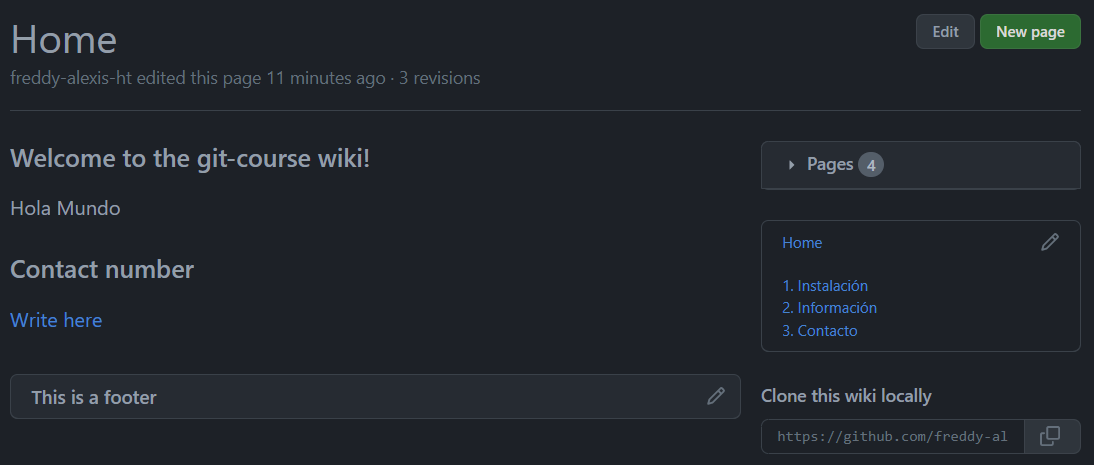 Home
Edit
New page
freddy-alexis-ht edited this page 11 minutes ago · 3 revisions
Welcome to the git-course wiki!
Hola Mundo
Contact number
Write here
This is a footer
Pages 4
Home
1. Instalación
2. Información
3. Contacto
Clone this wiki locally
https://github.com/freddy-al